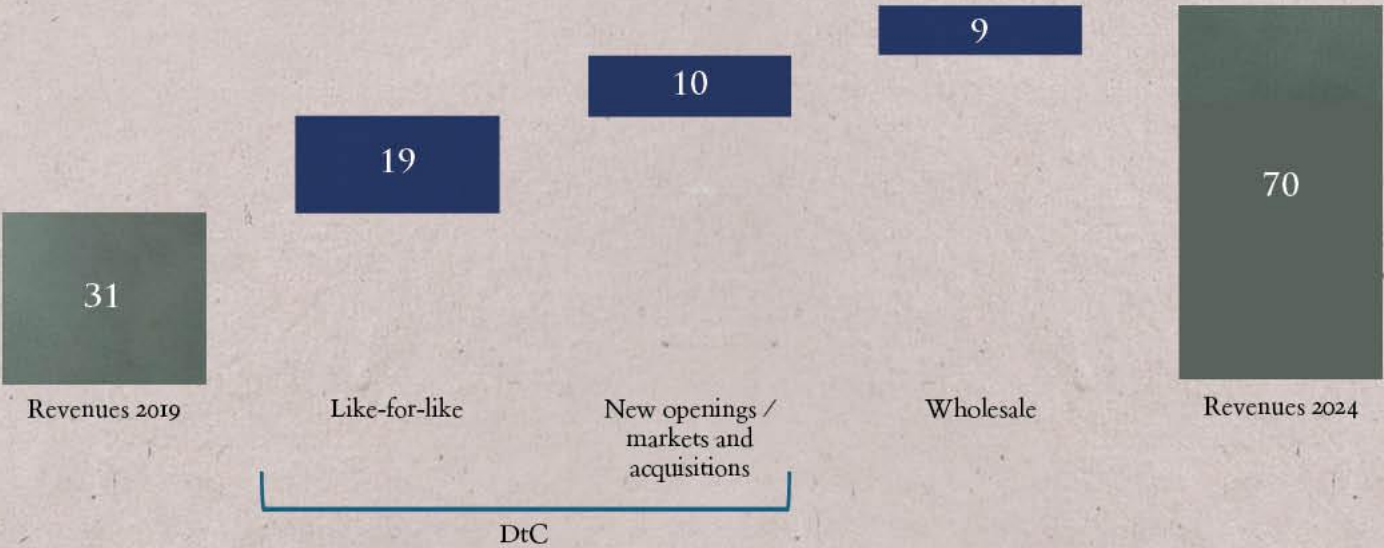 9
10
19
70
31
Revenues 2019
Like-for-like
New openings /
markets and
acquisitions
Wholesale
Revenues 2024
DtC